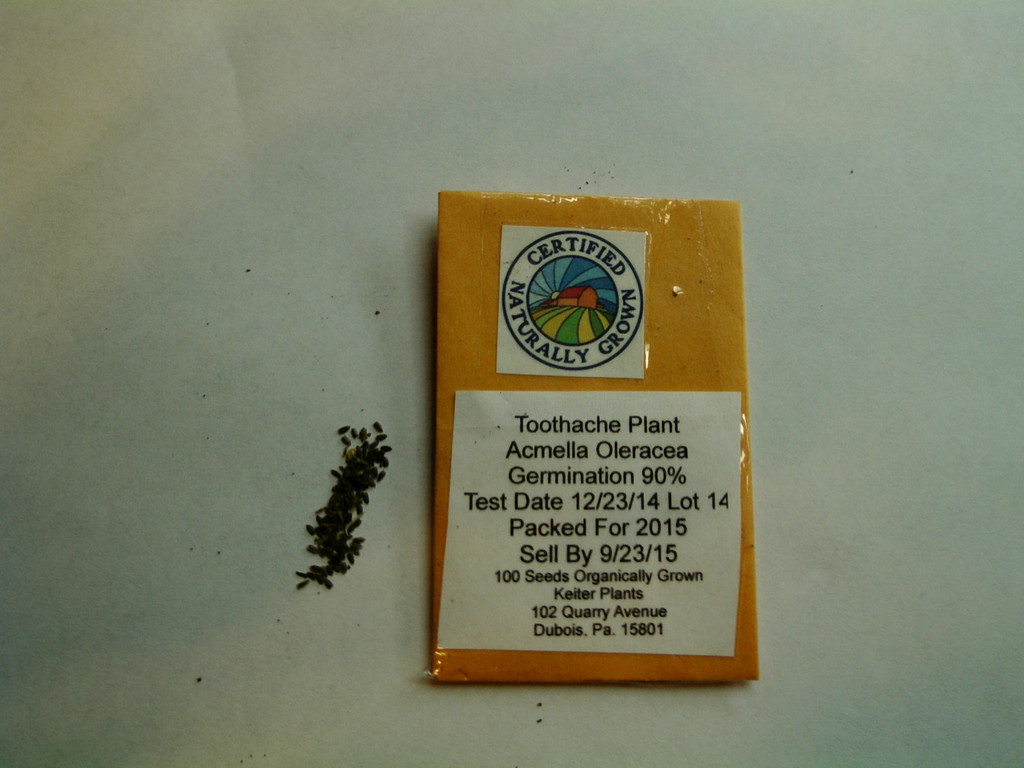 CERTIFIED
NATURALLY GROWN
Toothache Plant
Acmella Oleracea
Germination 90%
Test Date 12/23/14 Lot 14
Packed For 2015
Sell By 9/23/15
100 Seeds Organically Grown
Keiter Plants
102 Quarry Avenue
Dubois, Pa. 15801